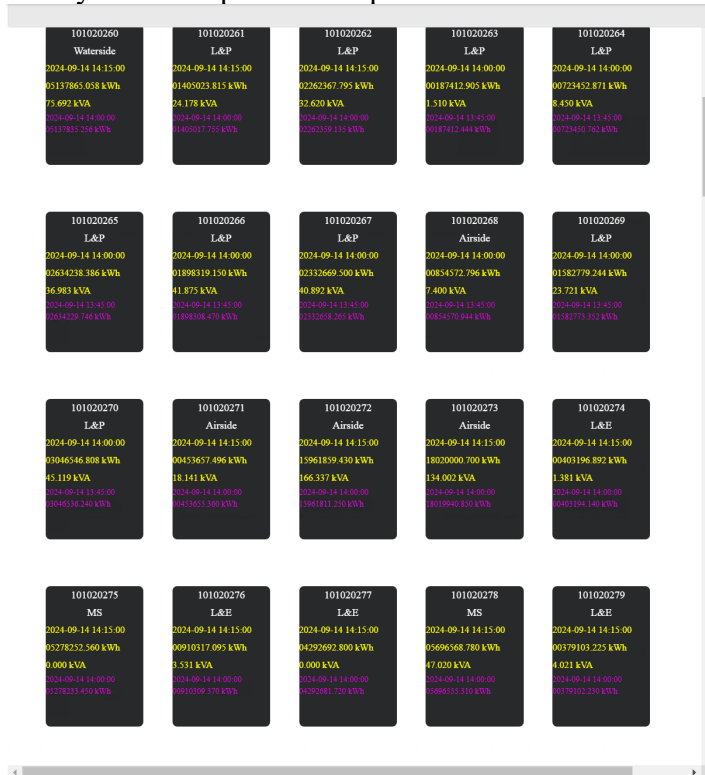 101020260
Waterside
2024-09-14 14:15:00
05137865.058 kWh
75.692 kVA
2024-09-14 14:00:00
05137835.256 kWh
101020261
L&P
2024-09-14 14:15:00
01405023.815 kWh
24.178 kVA
2024-09-14 14:00:00
01405017.755 kWh
101020262
L&P
2024-09-14 14:15:00
02262367.795 kWh
32.620 kVA
2024-09-14 14:00:00
02262359.135 kWh
101020263
L&P
2024-09-14 14:00:00
00187412.905 kWh
1.510 kVA
2024-09-14 13:45:00
00187412.444 kWh
101020264
L&P
2024-09-14 14:00:00
00723452.871 kWh
8.450 kVA
2024-09-14 13:45:00
00723450.762 kWh
101020265
L&P
2024-09-14 14:00:00
02634238.386 kWh
36.983 kVA
2024-09-14 13:45:00
02634229.746 kWh
101020266
L&P
2024-09-14 14:00:00
01898319.150 kWh
41.875 kVA
2024-09-14 13:45:00
01898308.470 kWh
101020267
L&P
2024-09-14 14:00:00
02332669.500 kWh
40.892 kVA
2024-09-14 13:45:00
02332658.265 kWh
101020268
Airside
2024-09-14 14:00:00
00854572.796 kWh
7.400 kVA
2024-09-14 13:45:00
00854570.944 kWh
101020269
L&P
2024-09-14 14:00:00
01582779.244 kWh
23.721 kVA
2024-09-14 13:45:00
01582773.352 kWh
101020270
L&P
2024-09-14 14:00:00
03046546.808 kWh
45.119 kVA
2024-09-14 13:45:00
03046536.240 kWh
101020271
Airside
2024-09-14 14:15:00
00453657.496 kWh
18.141 kVA
2024-09-14 14:00:00
00453655.360 kWh
101020272
Airside
2024-09-14 14:15:00
15961859.430 kWh
166.337 kVA
2024-09-14 14:00:00
15961811.250 kWh
101020273
Airside
2024-09-14 14:15:00
18020000.700 kWh
134.002 kVA
2024-09-14 14:00:00
18019940.850 kWh
101020274
L&E
2024-09-14 14:15:00
00403196.892 kWh
1.381 kVA
2024-09-14 14:00:00
00403194.140 kWh
101020275
MS
2024-09-14 14:15:00
05278252.560 kWh
0.000 kVA
2024-09-14 14:00:00
05278233.450 kWh
101020276
L&E
2024-09-14 14:15:00
00910317.095 kWh
3.531 kVA
2024-09-14 14:00:00
00910309.370 kWh
101020277
L&E
2024-09-14 14:15:00
04292692.800 kWh
0.000 kVA
2024-09-14 14:00:00
04292681.720 kWh
101020278
MS
2024-09-14 14:15:00
05696568.780 kWh
47.020 kVA
2024-09-14 14:00:00
05696555.310 kWh
101020279
L&E
2024-09-14 14:15:00
00379103.225 kWh
4.021 kVA
2024-09-14 14:00:00
00379102.250 kWh